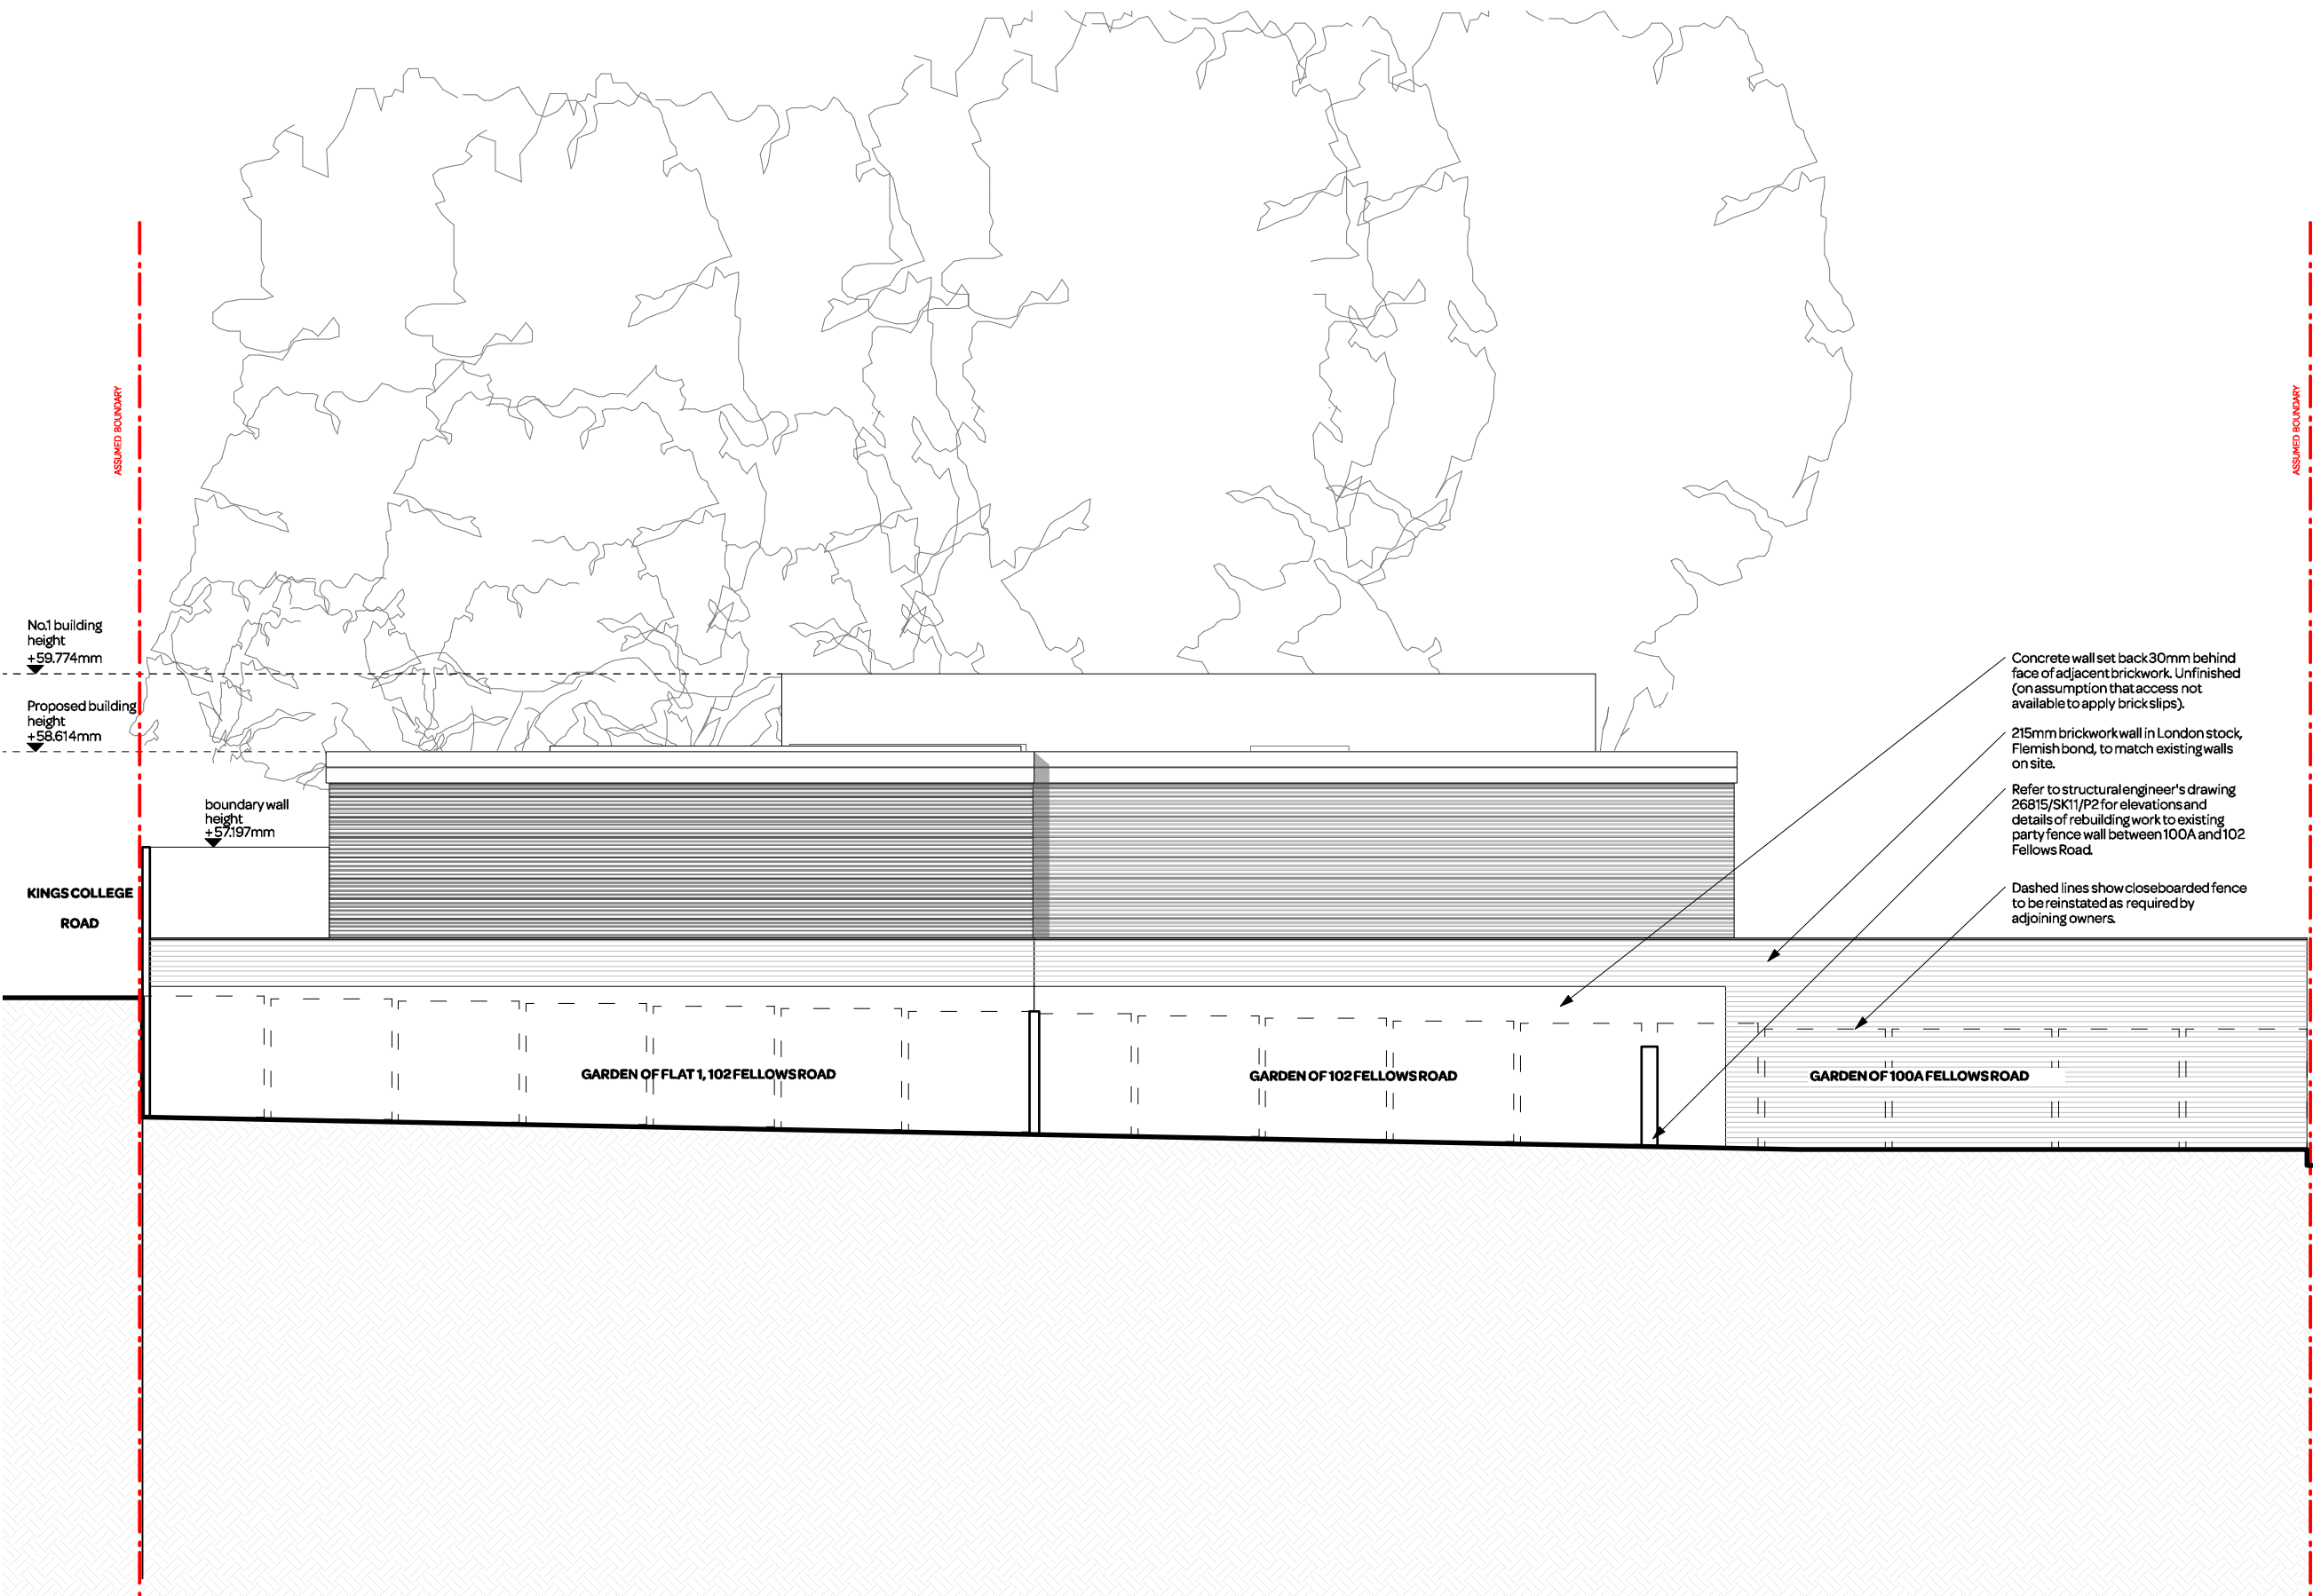 ASSUMED BOUNDARY
ASSUMED BOUNDARY
No.1 building
height
+59.774mm
Proposed building
height
+58.614mm
boundary wall
height
+57.197mm
KINGS COLLEGE
ROAD
Concrete wall set back 30mm behind
face of adjacent brickwork. Unfinished
(on assumption that access not
available to apply brick slips).
215mm brickwork wall in London stock,
Flemish bond, to match existing walls
on site.
Refer to structural engineer's drawing
26815/SK11/P2 for elevations and
details of rebuilding work to existing
party fence wall between 100A and 102
Fellows Road.
Dashed lines show closeboarded fence
to be reinstated as required by
adjoining owners.
GARDEN OF FLAT 1, 102 FELLOWS ROAD
GARDEN OF 102 FELLOWS ROAD
GARDEN OF 100A FELLOWS ROAD